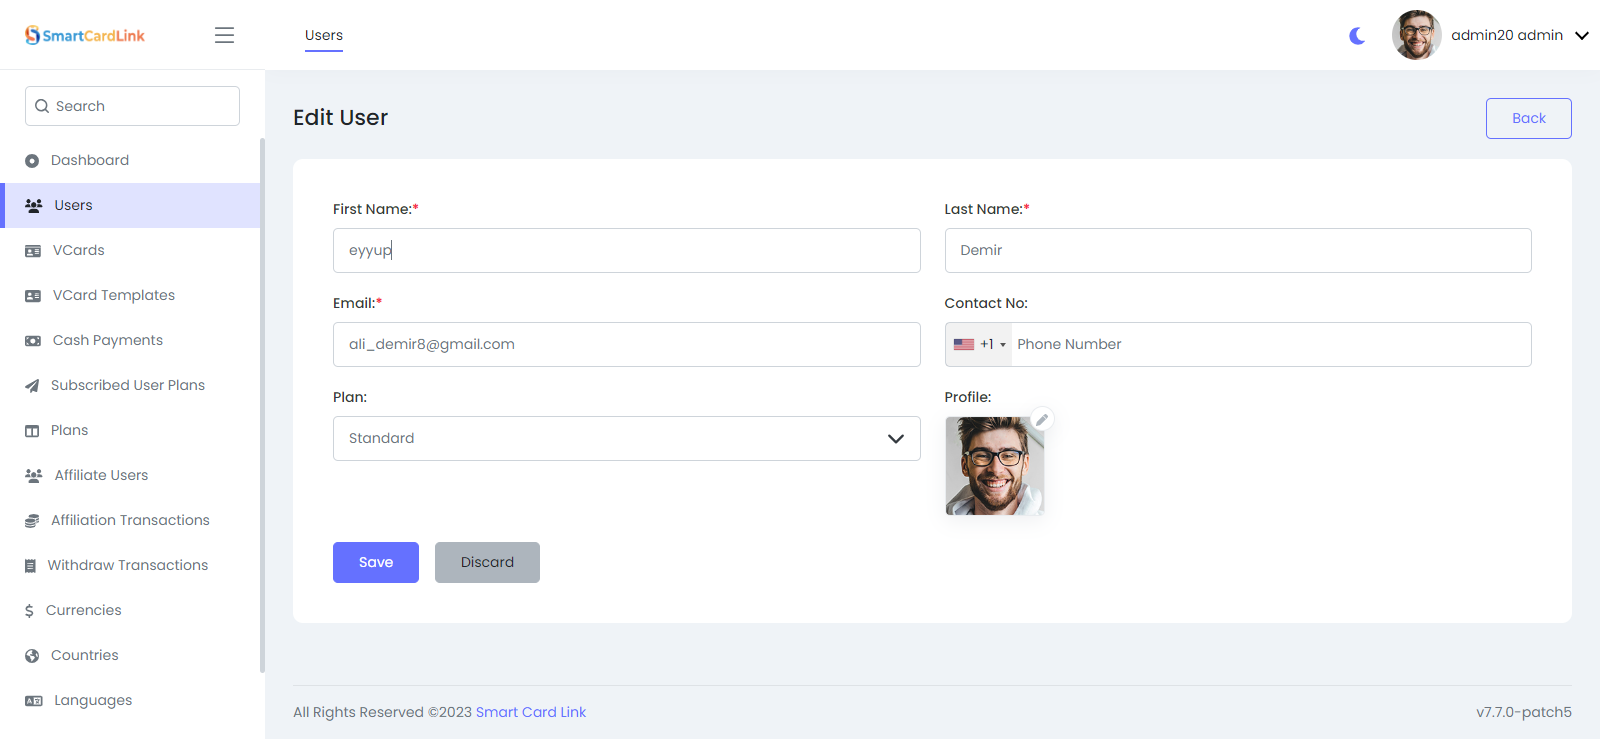 SmartCardLink
Users
admin20 admin
Search
Dashboard
Users
VCards
VCard Templates
Cash Payments
Subscribed User Plans
Plans
Affiliate Users
Affiliation Transactions
Withdraw Transactions
$ Currencies
Countries
Languages
Edit User
Back
First Name:*
eyyup
Last Name:*
Demir
Email:*
ali_demir8@gmail.com
Contact No:
+1 Phone Number
Plan:
Standard
Profile:
Save
Discard
All Rights Reserved ©2023 Smart Card Link
v7.7.0-patch5